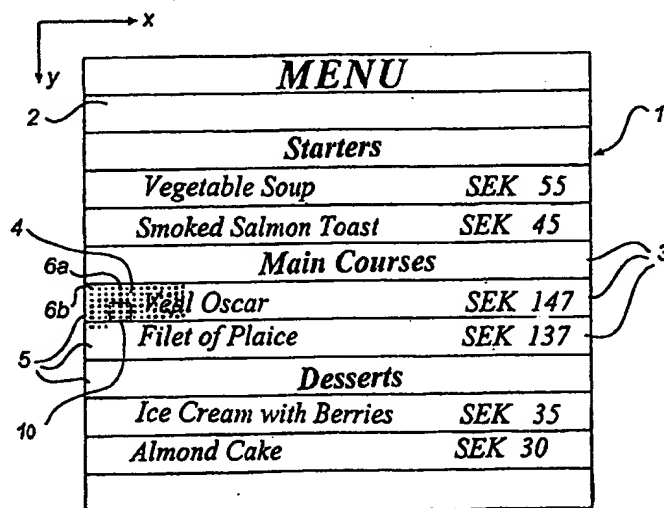 x
y
MENU
2
1
Starters
Vegetable Soup SEK 55
4 Smoked Salmon Toast SEK 45
6a Main Courses 3
6b Veal Oscar SEK 147
5 Filet of Plaice SEK 137
Desserts
10 Ice Cream with Berries SEK 35
Almond Cake SEK 30